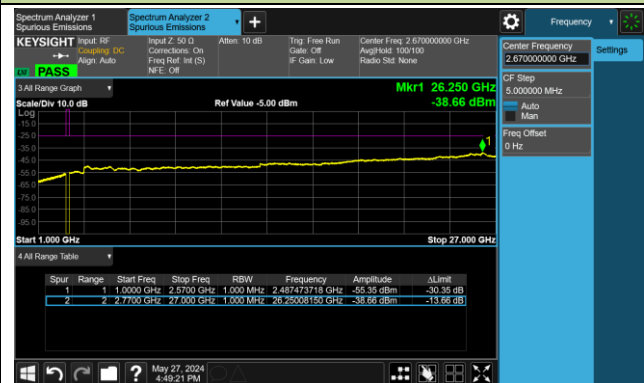 Spectrum Analyzer 1
Spurious Emissions
Spectrum Analyzer 2
Spurious Emissions
Frequency
KEYSIGHT
Input: RF
Coupling: DC
Align: Auto
Input Z: 50 Ω
Corrections: On
Freq Ref: Int (S)
NFE: Off
Atten: 10 dB
Trig: Free Run
Gate: Off
IF Gain: Low
Center Freq: 2.670000000 GHz
Avg|Hold: 100/100
Radio Std: None
PASS
Center Frequency
2.670000000 GHz
Settings
CF Step
5.000000 MHz
Auto
Man
Freq Offset
0 Hz
3 All Range Graph
Mkr1 26.250 GHz
Scale/Div 10.0 dB
Ref Value -5.00 dBm
-38.66 dBm
Log
-15.0
-25.0
-35.0
-45.0
-55.0
-65.0
-75.0
-85.0
-95.0
1
Start 1.000 GHz
Stop 27.000 GHz
4 All Range Table
Spur Range Start Freq Stop Freq RBW Frequency Amplitude ΔLimit
1 1 1.0000 GHz 2.5700 GHz 1.000 MHz 2.487473718 GHz -55.35 dBm -30.35 dB
2 2 2.7700 GHz 27.000 GHz 1.000 MHz 26.25008150 GHz -38.66 dBm -13.66 dB
?
May 27, 2024
4:49:21 PM